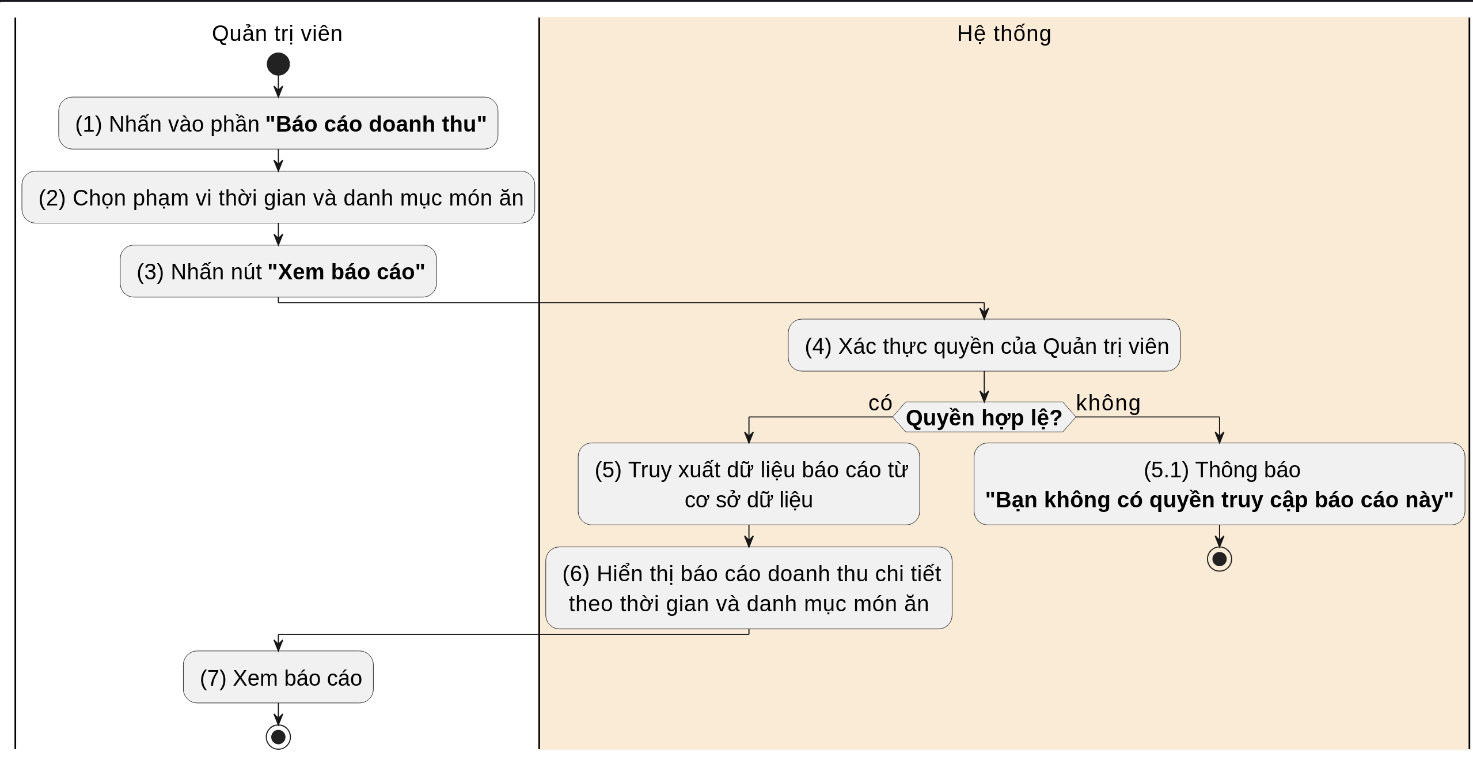 Quản trị viên
Hệ thống
(1) Nhấn vào phần "Báo cáo doanh thu"
(2) Chọn phạm vi thời gian và danh mục món ăn
(3) Nhấn nút "Xem báo cáo"
(4) Xác thực quyền của Quản trị viên
có
Quyền hợp lệ?
không
(5) Truy xuất dữ liệu báo cáo từ
cơ sở dữ liệu
(5.1) Thông báo
"Bạn không có quyền truy cập báo cáo này"
(6) Hiển thị báo cáo doanh thu chi tiết
theo thời gian và danh mục món ăn
(7) Xem báo cáo